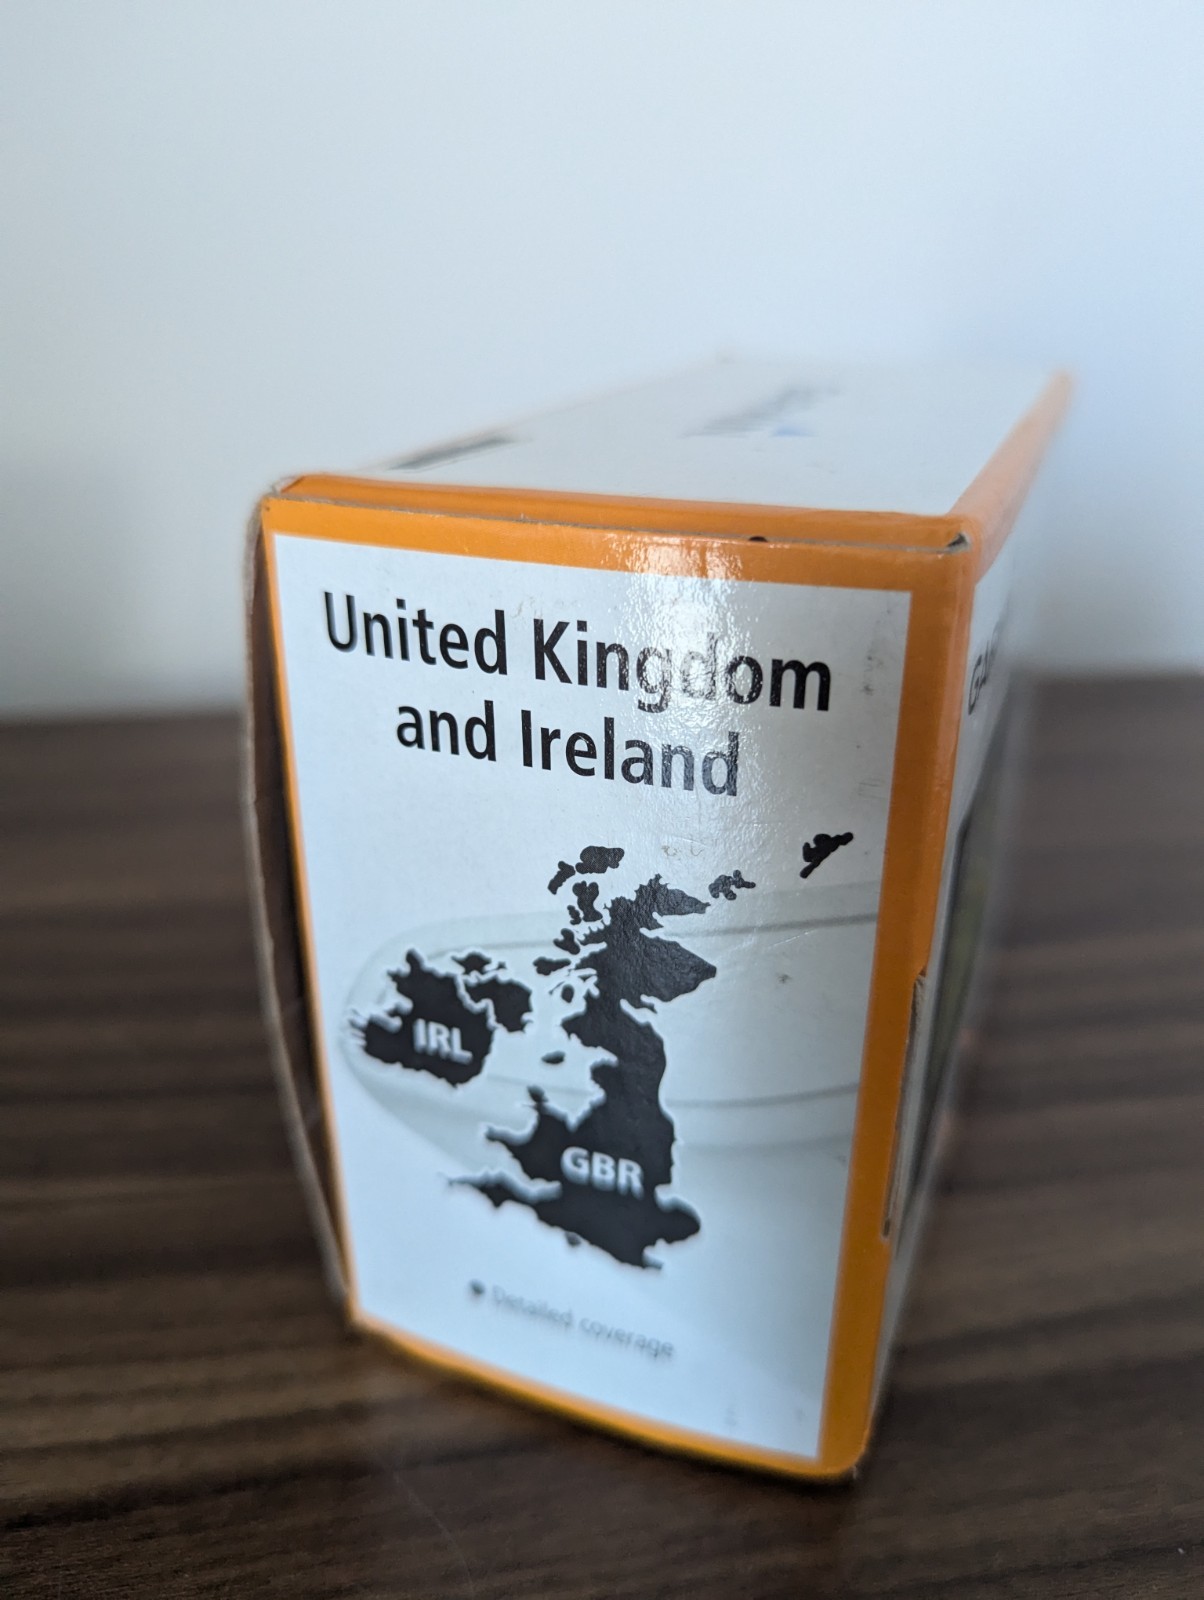 United Kingdom
and Ireland
IRL
GBR
Detailed coverage